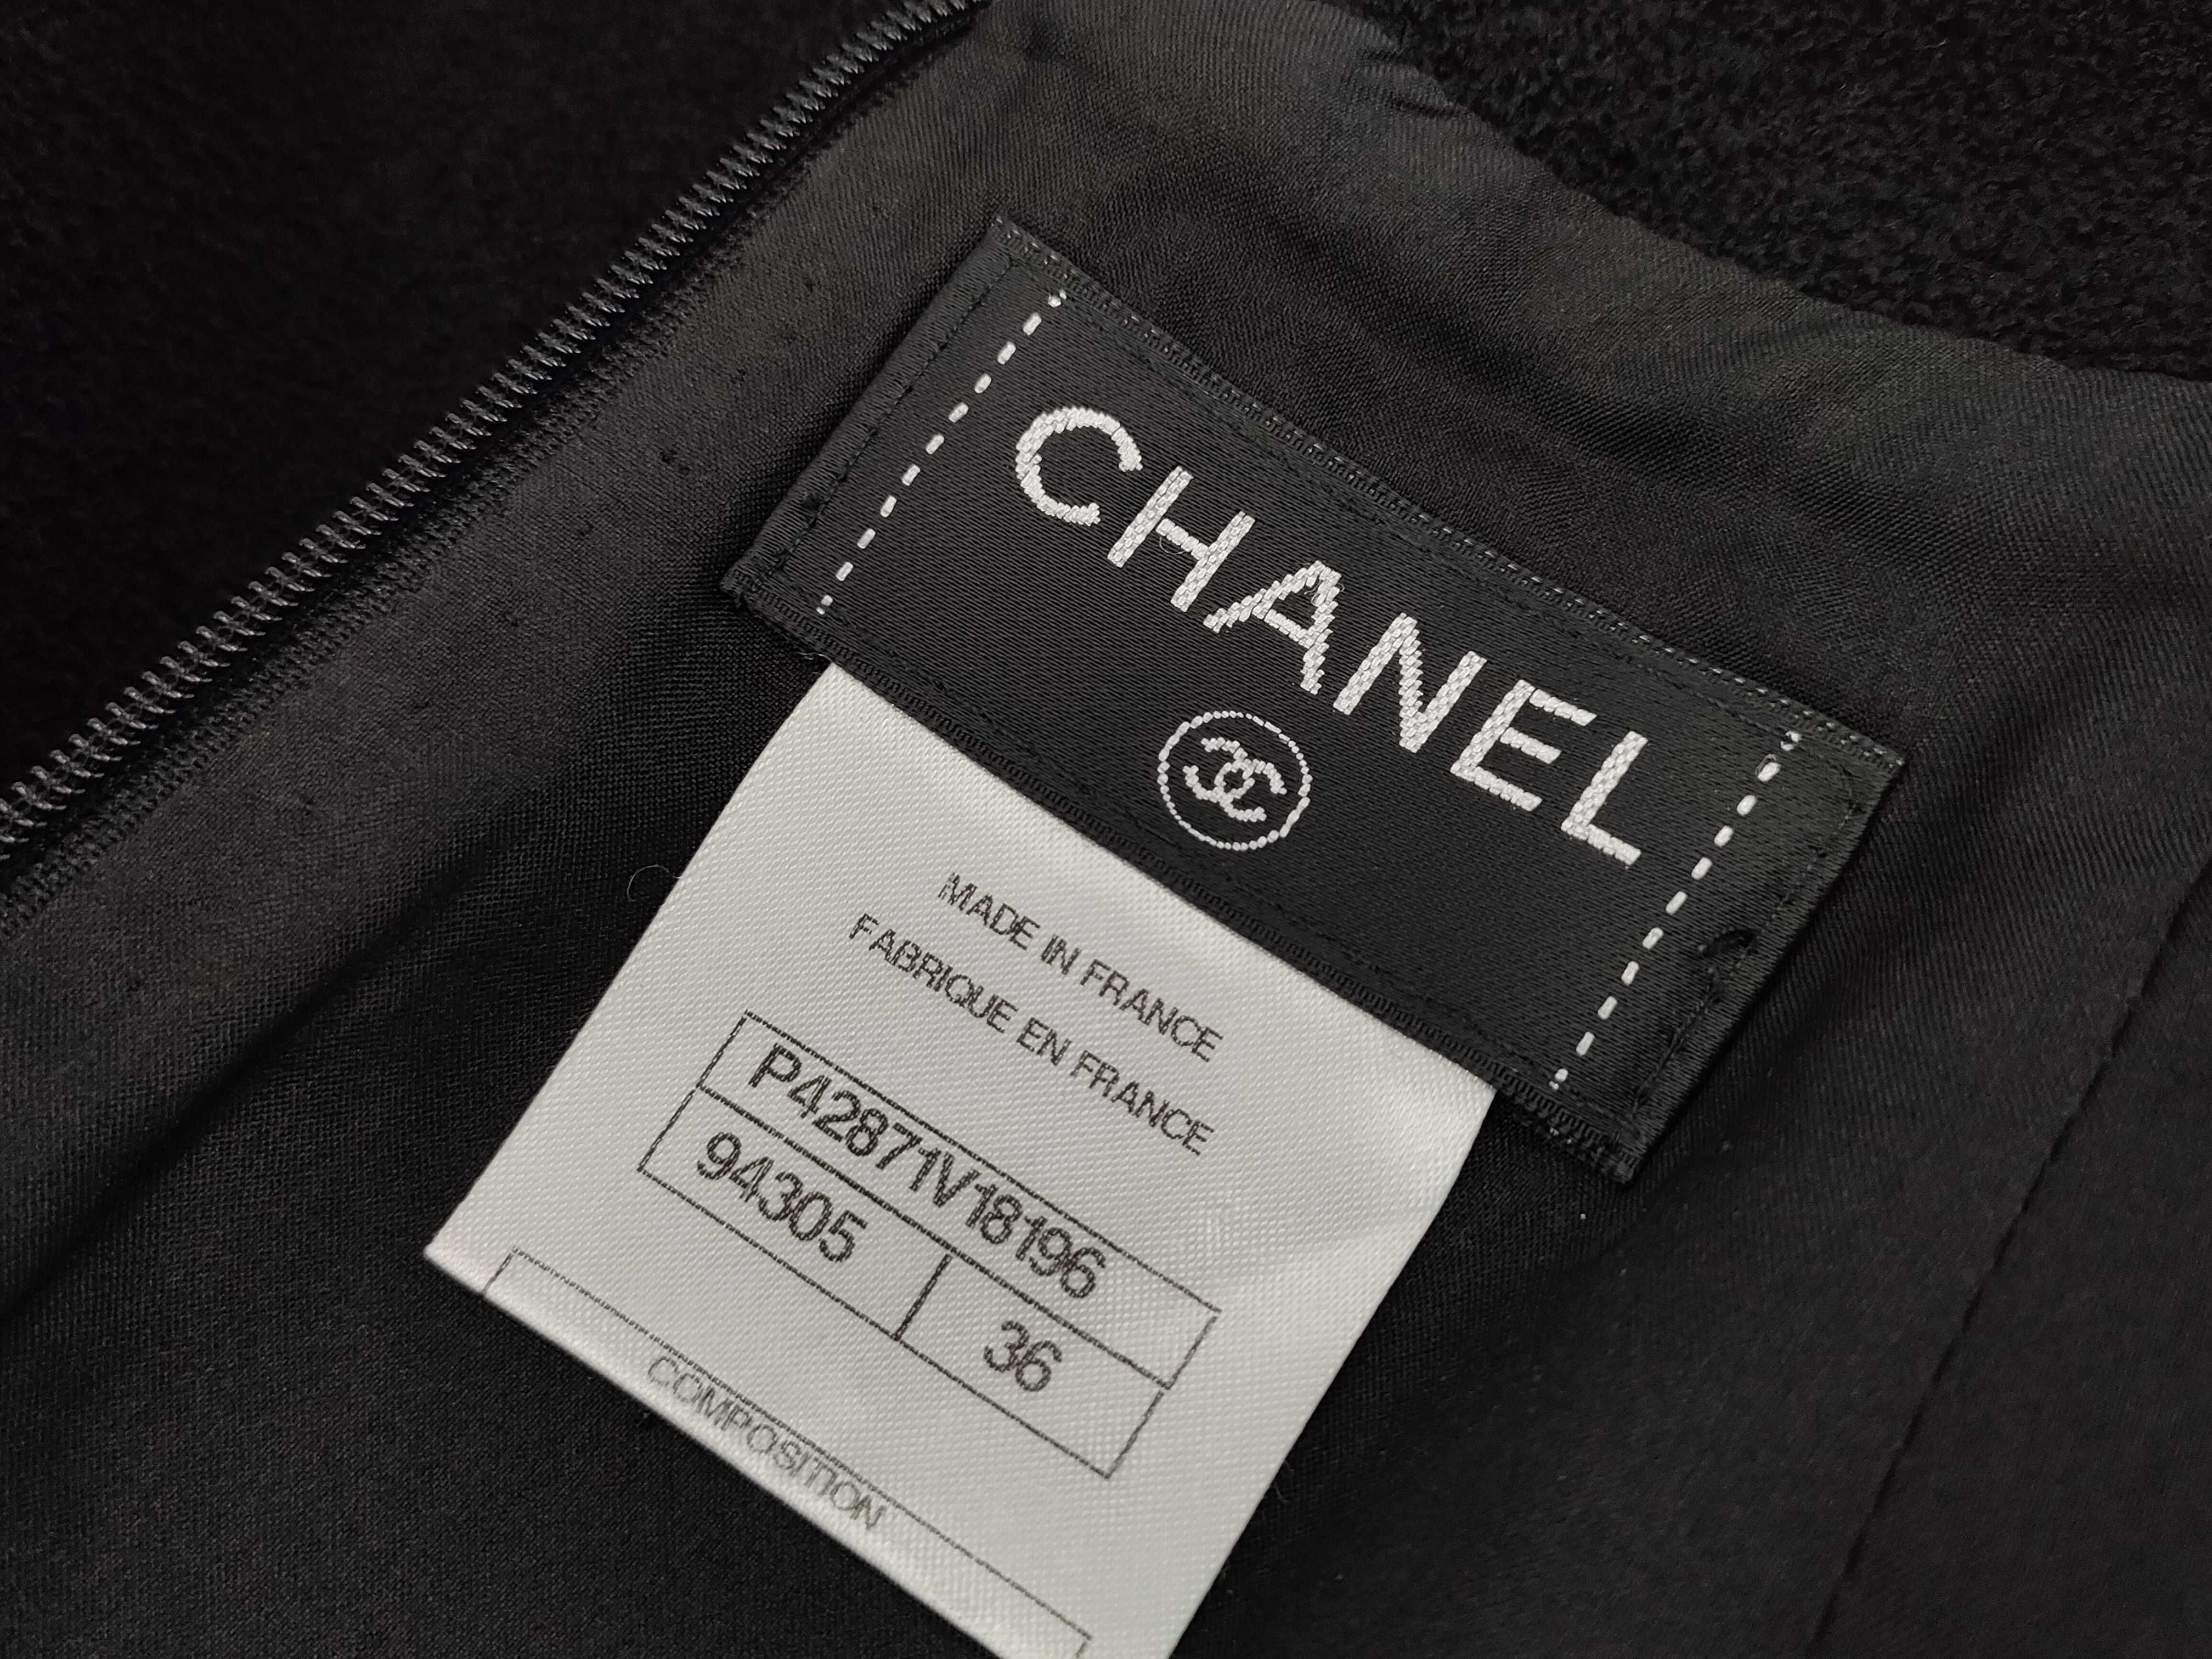 CHANEL
MADE IN FRANCE
FABRIQUE EN FRANCE
P42871V18196
94305 36
COMPOSITION